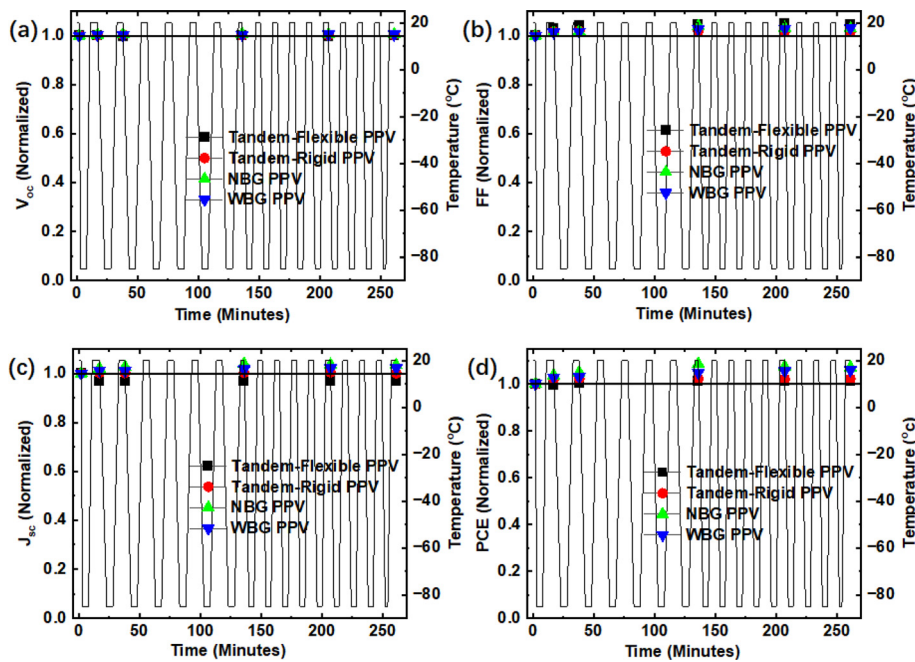 (a)
1.0
0.8
0.6
0.4
0.2
0.0
Voc (Normalized)
20
0
−20
−40
−60
−80
Temperature (°C)
Tandem-Flexible PPV
Tandem-Rigid PPV
NBG PPV
WBG PPV
0 50 100 150 200 250
Time (Minutes)
(b)
1.0
0.8
0.6
0.4
0.2
0.0
FF (Normalized)
20
0
−20
−40
−60
−80
Temperature (°C)
Tandem-Flexible PPV
Tandem-Rigid PPV
NBG PPV
WBG PPV
0 50 100 150 200 250
Time (Minutes)
(c)
1.0
0.8
0.6
0.4
0.2
0.0
Jsc (Normalized)
20
0
−20
−40
−60
−80
Temperature (°C)
Tandem-Flexible PPV
Tandem-Rigid PPV
NBG PPV
WBG PPV
0 50 100 150 200 250
Time (Minutes)
(d)
1.0
0.8
0.6
0.4
0.2
0.0
PCE (Normalized)
20
0
−20
−40
−60
−80
Temperature (°C)
Tandem-Flexible PPV
Tandem-Rigid PPV
NBG PPV
WBG PPV
0 50 100 150 200 250
Time (Minutes)